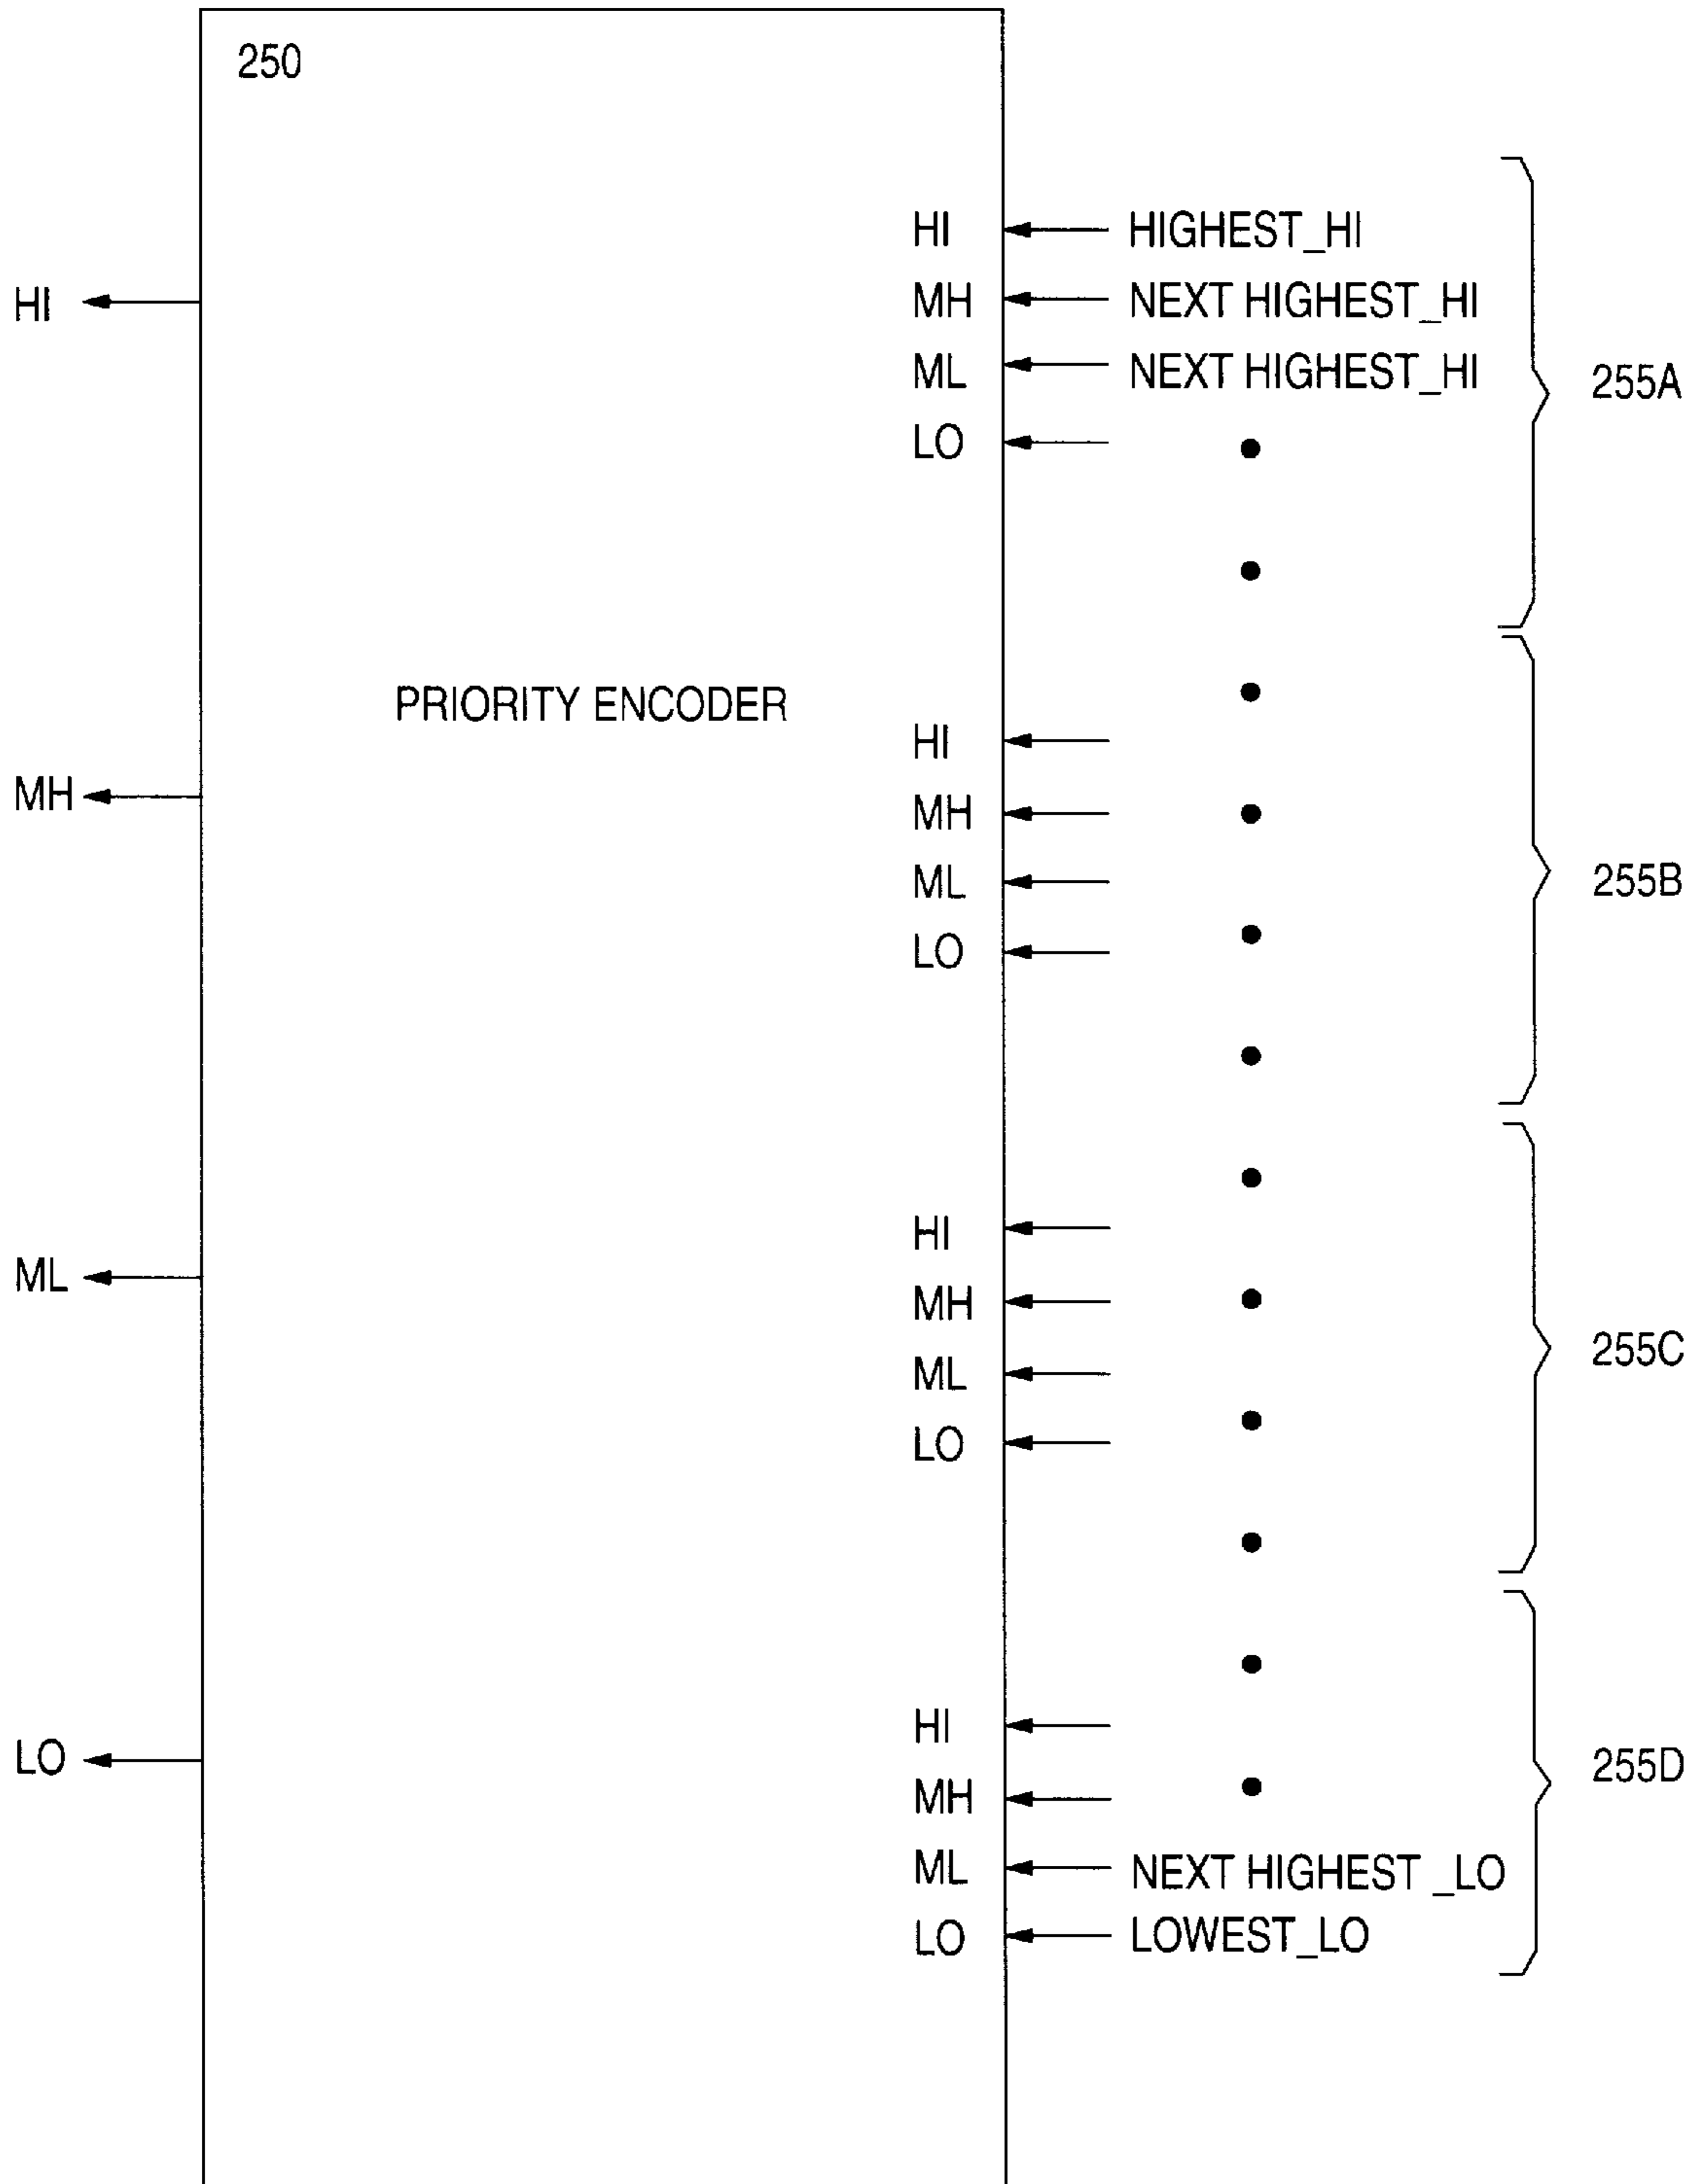 250
HI HIGHEST_HI
HI MH NEXT HIGHEST_HI
ML NEXT HIGHEST_HI 255A
LO
PRIORITY ENCODER
HI
MH MH
ML 255B
LO
HI
ML MH
ML 255C
LO
HI
LO MH 255D
ML NEXT HIGHEST _LO
LO LOWEST_LO